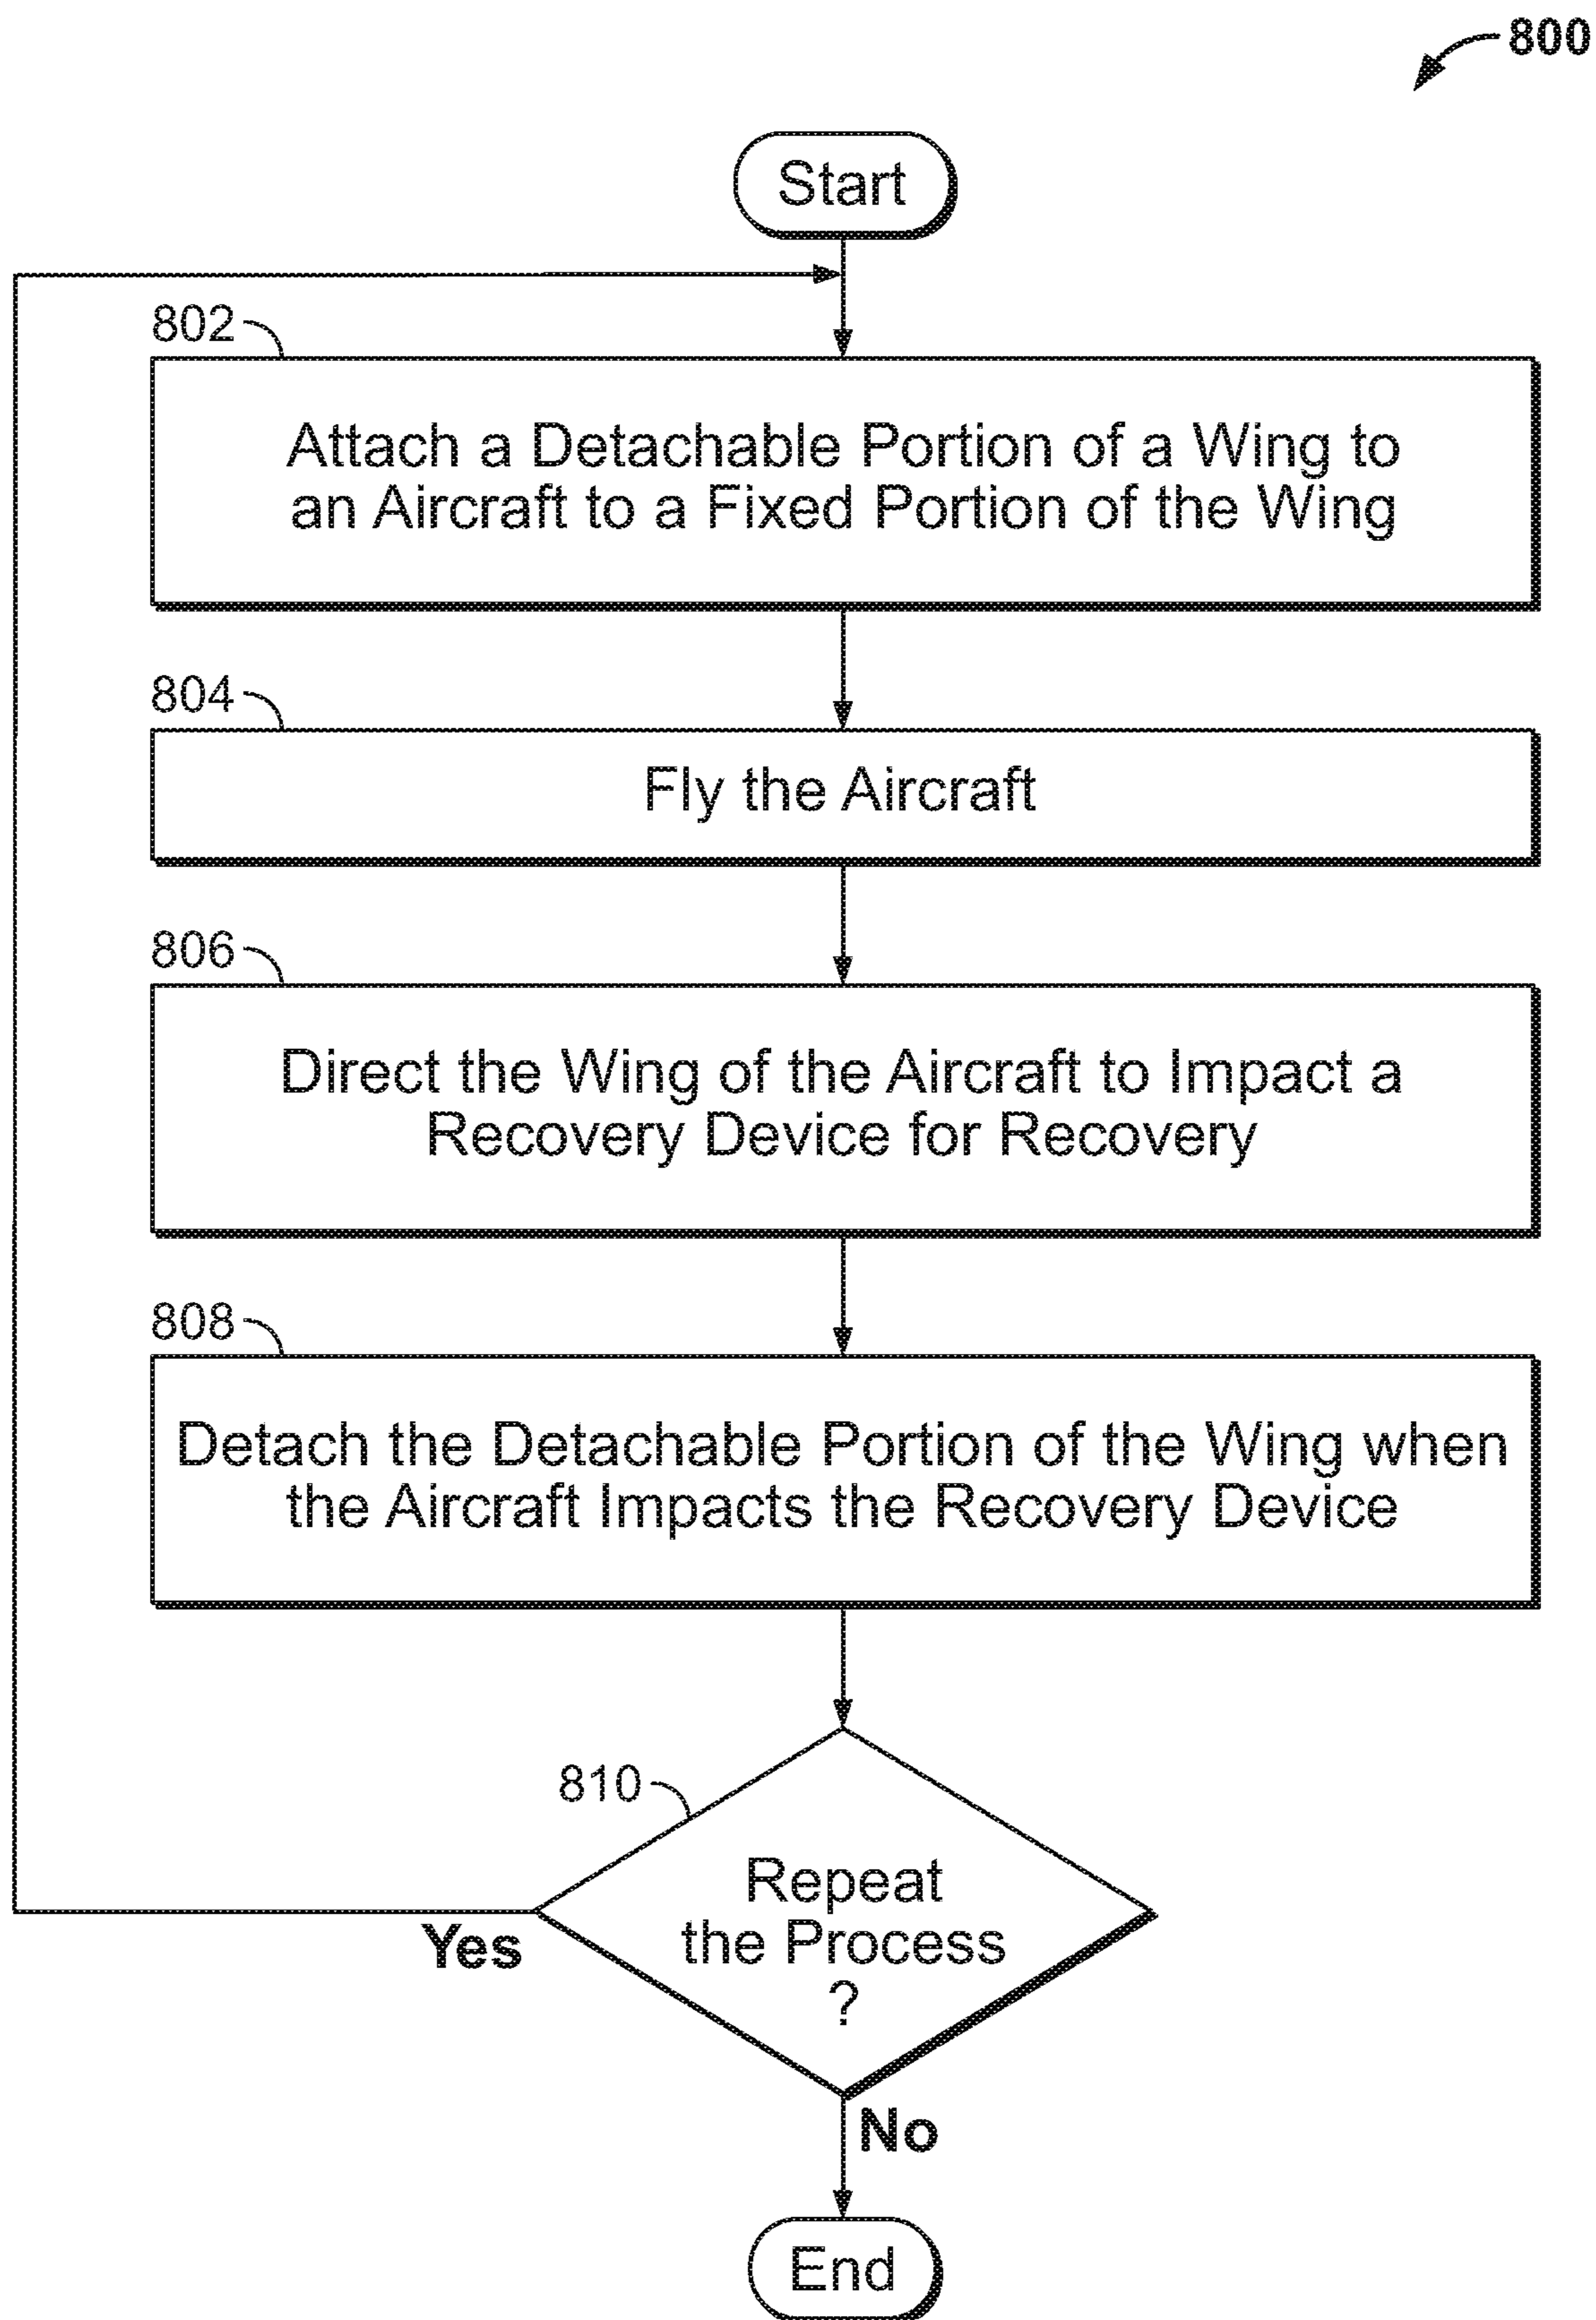 800
Start
802
Attach a Detachable Portion of a Wing to
an Aircraft to a Fixed Portion of the Wing
804
Fly the Aircraft
806
Direct the Wing of the Aircraft to Impact a
Recovery Device for Recovery
808
Detach the Detachable Portion of the Wing when
the Aircraft Impacts the Recovery Device
810
Repeat
the Process
?
Yes
No
End